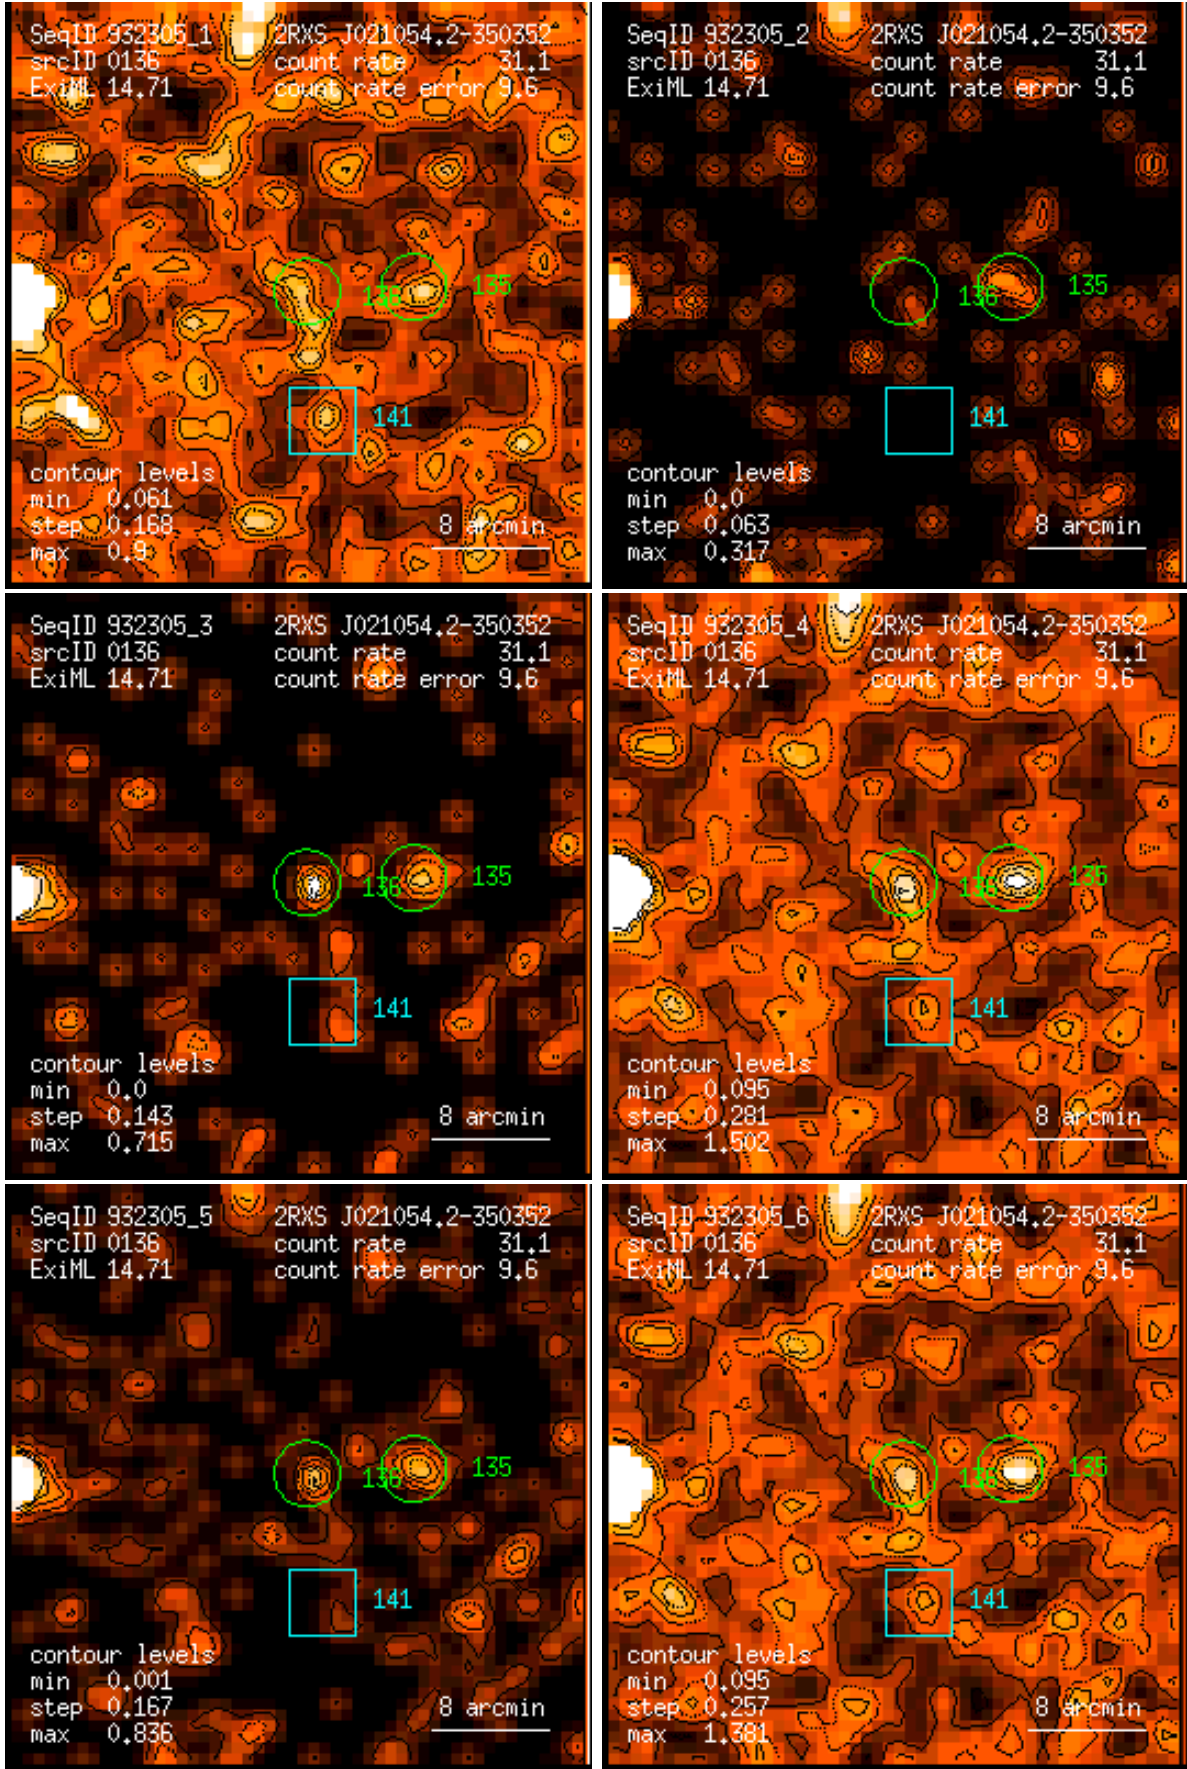 SeqID 932305_1 2RXS J021054.2-350352
srcID 0136 count rate 31.1
ExiML 14.71 count rate error 9.6
136 135
141
contour levels
min 0.061
step 0.168 8 arcmin
max 0.9
SeqID 932305_2 2RXS J021054.2-350352
srcID 0136 count rate 31.1
ExiML 14.71 count rate error 9.6
136 135
141
contour levels
min 0.0
step 0.063 8 arcmin
max 0.317
SeqID 932305_3 2RXS J021054.2-350352
srcID 0136 count rate 31.1
ExiML 14.71 count rate error 9.6
136 135
141
contour levels
min 0.0
step 0.143 8 arcmin
max 0.715
SeqID 932305_4 2RXS J021054.2-350352
srcID 0136 count rate 31.1
ExiML 14.71 count rate error 9.6
136 135
141
contour levels
min 0.095
step 0.281 8 arcmin
max 1.502
SeqID 932305_5 2RXS J021054.2-350352
srcID 0136 count rate 31.1
ExiML 14.71 count rate error 9.6
136 135
141
contour levels
min 0.001
step 0.167 8 arcmin
max 0.836
SeqID 932305_6 2RXS J021054.2-350352
srcID 0136 count rate 31.1
ExiML 14.71 count rate error 9.6
136 135
141
contour levels
min 0.095
step 0.257 8 arcmin
max 1.381